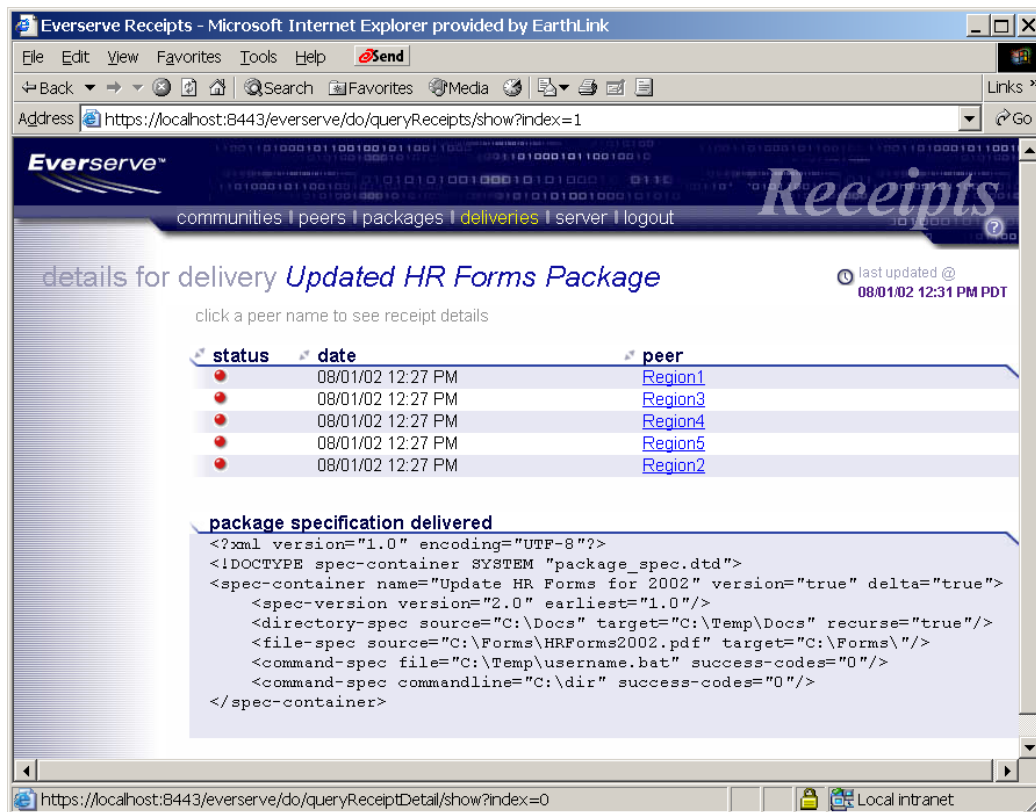 Everserve Receipts - Microsoft Internet Explorer provided by EarthLink
File Edit View Favorites Tools Help eSend
Back Search Favorites Media Links »
Address https://localhost:8443/everserve/do/queryReceipts/show?index=1 Go
Everserve™
Receipts
communities | peers | packages | deliveries | server | logout
?
details for delivery Updated HR Forms Package
last updated @
08/01/02 12:31 PM PDT
click a peer name to see receipt details
status date peer
08/01/02 12:27 PM Region1
08/01/02 12:27 PM Region3
08/01/02 12:27 PM Region4
08/01/02 12:27 PM Region5
08/01/02 12:27 PM Region2
package specification delivered
<?xml version="1.0" encoding="UTF-8"?>
<!DOCTYPE spec-container SYSTEM "package_spec.dtd">
<spec-container name="Update HR Forms for 2002" version="true" delta="true">
<spec-version version="2.0" earliest="1.0"/>
<directory-spec source="C:\Docs" target="C:\Temp\Docs" recurse="true"/>
<file-spec source="C:\Forms\HRForms2002.pdf" target="C:\Forms\"/>
<command-spec file="C:\Temp\username.bat" success-codes="0"/>
<command-spec commandline="C:\dir" success-codes="0"/>
</spec-container>
https://localhost:8443/everserve/do/queryReceiptDetail/show?index=0 Local intranet